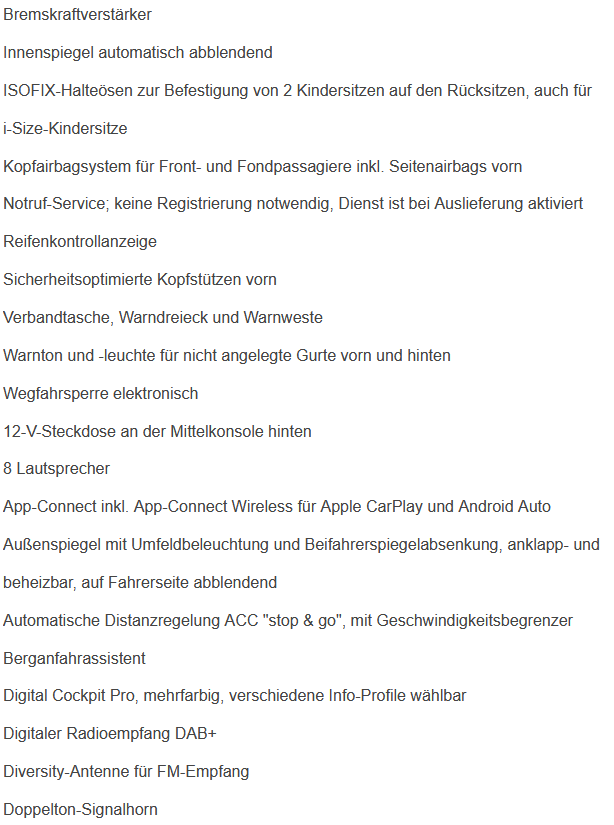 Bremskraftverstärker
Innenspiegel automatisch abblendend
ISOFIX-Halteösen zur Befestigung von 2 Kindersitzen auf den Rücksitzen, auch für
i-Size-Kindersitze
Kopfairbagsystem für Front- und Fondpassagiere inkl. Seitenairbags vorn
Notruf-Service; keine Registrierung notwendig, Dienst ist bei Auslieferung aktiviert
Reifenkontrollanzeige
Sicherheitsoptimierte Kopfstützen vorn
Verbandtasche, Warndreieck und Warnweste
Warnton und -leuchte für nicht angelegte Gurte vorn und hinten
Wegfahrsperre elektronisch
12-V-Steckdose an der Mittelkonsole hinten
8 Lautsprecher
App-Connect inkl. App-Connect Wireless für Apple CarPlay und Android Auto
Außenspiegel mit Umfeldbeleuchtung und Beifahrerspiegelabsenkung, anklapp- und
beheizbar, auf Fahrerseite abblendend
Automatische Distanzregelung ACC "stop & go", mit Geschwindigkeitsbegrenzer
Berganfahrassistent
Digital Cockpit Pro, mehrfarbig, verschiedene Info-Profile wählbar
Digitaler Radioempfang DAB+
Diversity-Antenne für FM-Empfang
Doppelton-Signalhorn